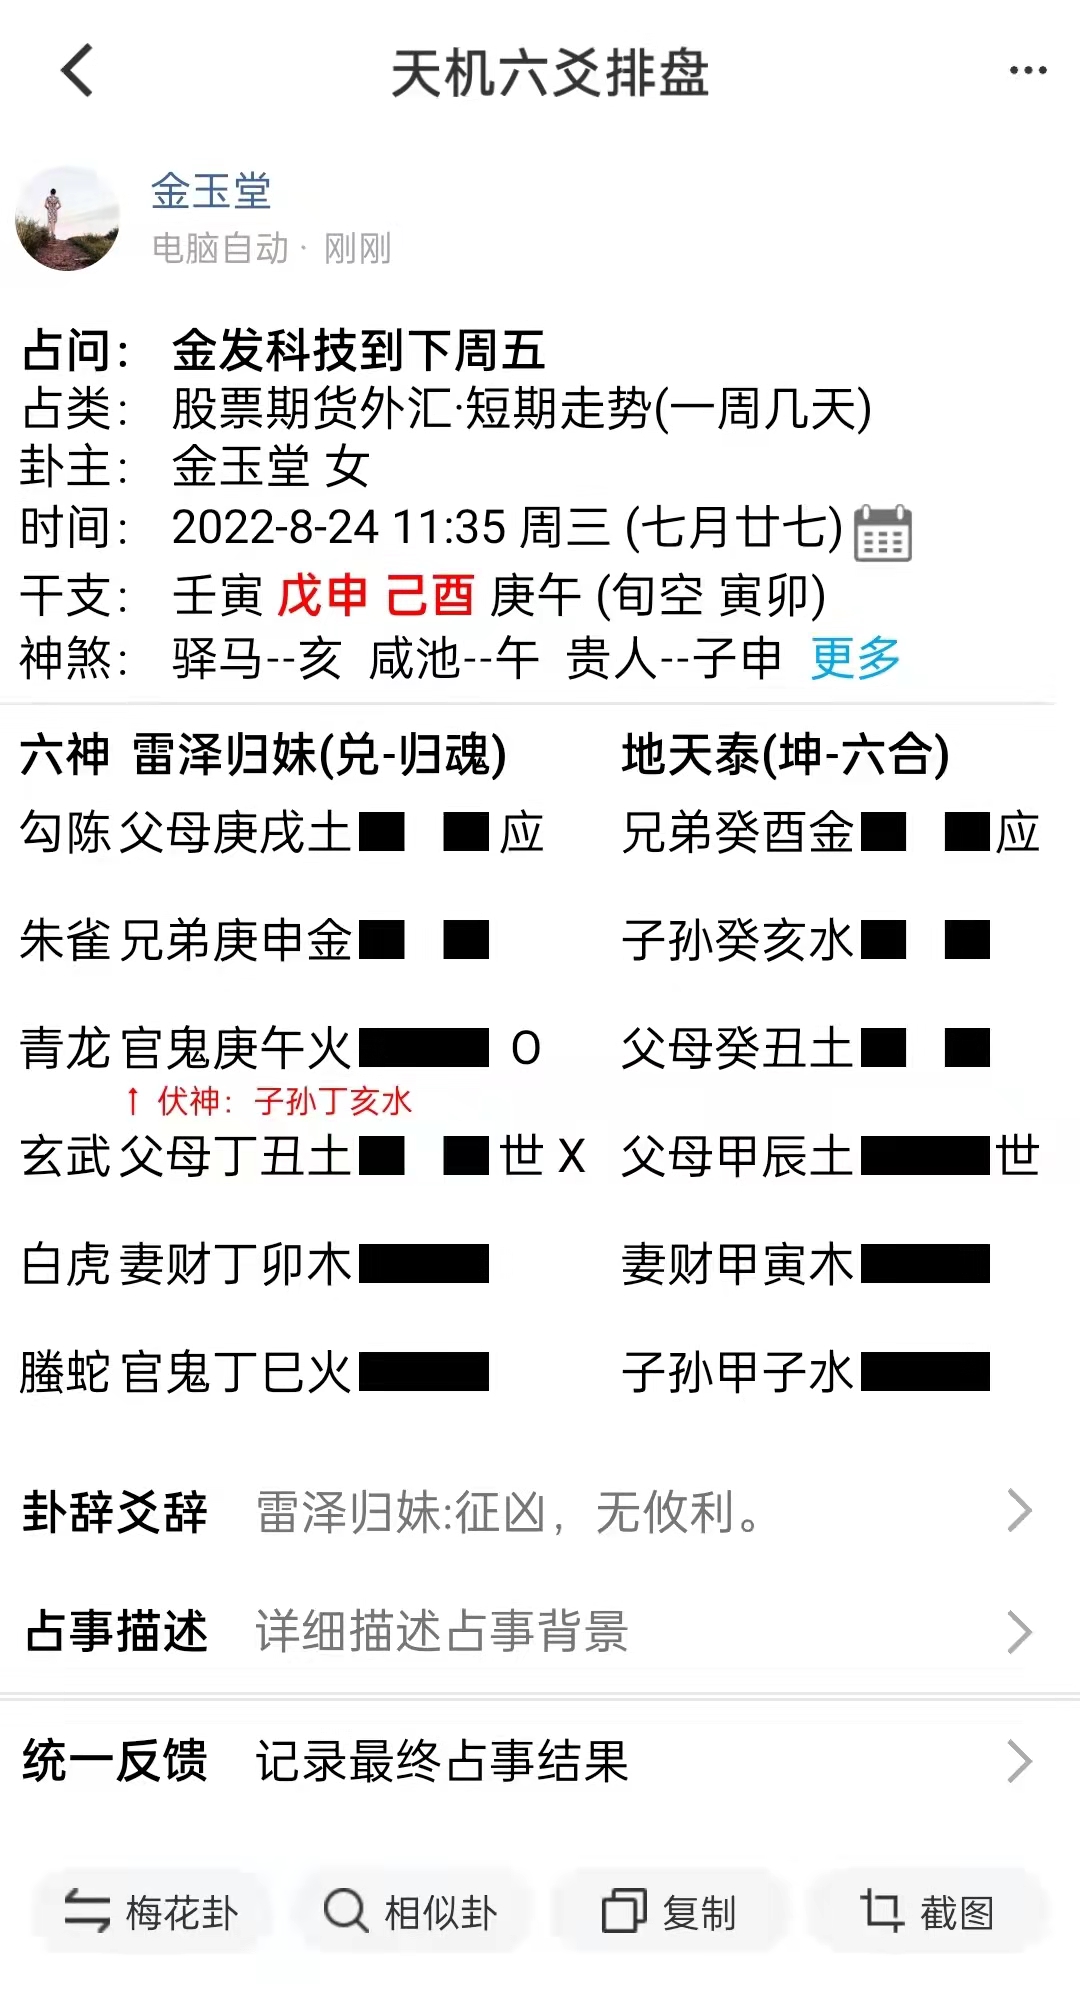 天机六爻排盘
金玉堂
电脑自动 · 刚刚
占问： 金发科技到下周五
占类： 股票期货外汇·短期走势(一周几天)
卦主： 金玉堂 女
时间： 2022-8-24 11:35 周三 (七月廿七)
干支： 壬寅 戊申 己酉 庚午 (旬空 寅卯)
神煞： 驿马--亥 咸池--午 贵人--子申 更多
六神 雷泽归妹(兑-归魂) 地天泰(坤-六合)
勾陈 父母庚戌土 应 兄弟癸酉金 应
朱雀 兄弟庚申金 子孙癸亥水
青龙 官鬼庚午火 O 父母癸丑土
↑ 伏神：子孙丁亥水
玄武 父母丁丑土 世 X 父母甲辰土 世
白虎 妻财丁卯木 妻财甲寅木
螣蛇 官鬼丁巳火 子孙甲子水
卦辞爻辞 雷泽归妹:征凶，无攸利。
占事描述 详细描述占事背景
统一反馈 记录最终占事结果
梅花卦 相似卦 复制 截图